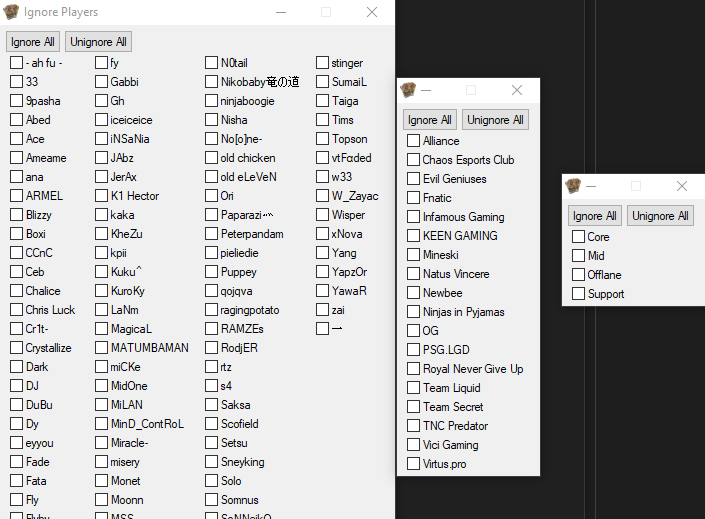 Ignore Players
Ignore All Unignore All
- ah fu -
33
9pasha
Abed
Ace
Ameame
ana
ARMEL
Blizzy
Boxi
CCnC
Ceb
Chalice
Chris Luck
Cr1t-
Crystallize
Dark
DJ
DuBu
Dy
eyyou
Fade
Fata
Fly
Flyby
fy
Gabbi
Gh
iceiceice
iNSaNia
JAbz
JerAx
K1 Hector
kaka
KheZu
kpii
Kuku^
KuroKy
LaNm
MagicaL
MATUMBAMAN
miCKe
MidOne
MiLAN
MinD_ContRoL
Miracle-
misery
Monet
Moonn
MSS
N0tail
Nikobaby竜の道
ninjaboogie
Nisha
No[o]ne-
old chicken
old eLeVeN
Ori
Paparazi
Peterpandam
pieliedie
Puppey
qojqva
ragingpotato
RAMZEs
RodjER
rtz
s4
Saksa
Scofield
Setsu
Sneyking
Solo
Somnus
SoNNeikO
stinger
SumaiL
Taiga
Tims
Topson
vtFαded
w33
W_Zayac
Wisper
xNova
Yang
YapzOr
YawaR
zai
Ignore All Unignore All
Alliance
Chaos Esports Club
Evil Geniuses
Fnatic
Infamous Gaming
KEEN GAMING
Mineski
Natus Vincere
Newbee
Ninjas in Pyjamas
OG
PSG.LGD
Royal Never Give Up
Team Liquid
Team Secret
TNC Predator
Vici Gaming
Virtus.pro
Ignore All Unignore All
Core
Mid
Offlane
Support